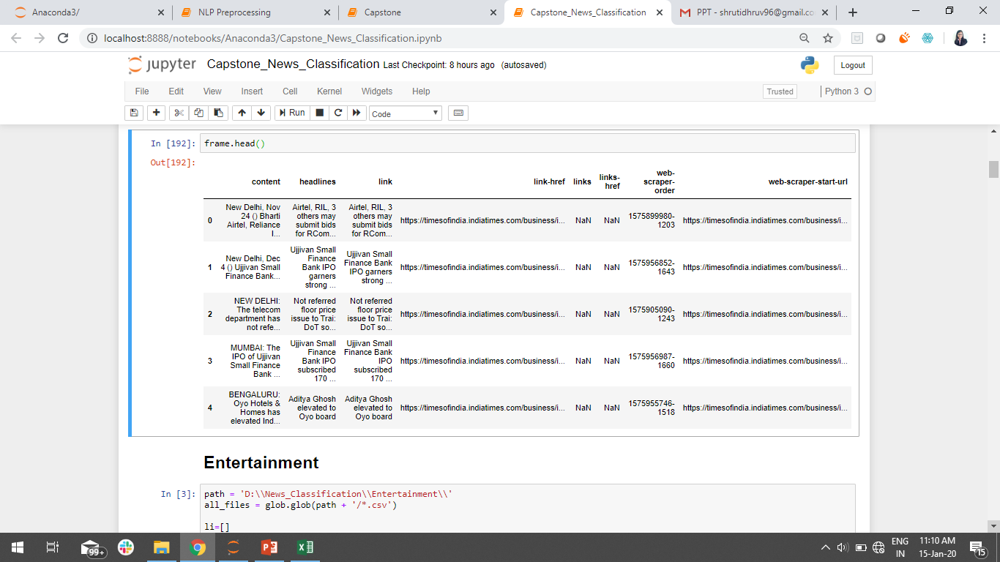 Anaconda3/
NLP Preprocessing
Capstone
Capstone_News_Classification
PPT - shrutidhruv96@gmail.co
localhost:8888/notebooks/Anaconda3/Capstone_News_Classification.ipynb
jupyter Capstone_News_Classification Last Checkpoint: 8 hours ago (autosaved)
Logout
File Edit View Insert Cell Kernel Widgets Help
Trusted
Python 3
Run
Code
In [192]: frame.head()
Out[192]:
content headlines link link-href links links-href web-scraper-order web-scraper-start-url
0 New Delhi, Nov 24 () Bharti Airtel, Reliance I... Airtel, RIL, 3 others may submit bids for RCom... Airtel, RIL, 3 others may submit bids for RCom... https://timesofindia.indiatimes.com/business/i... NaN NaN 1575899980-1203 https://timesofindia.indiatimes.com/business/i...
1 New Delhi, Dec 4 () Ujjivan Small Finance Bank... Ujjivan Small Finance Bank IPO garners strong ... Ujjivan Small Finance Bank IPO garners strong ... https://timesofindia.indiatimes.com/business/i... NaN NaN 1575956852-1643 https://timesofindia.indiatimes.com/business/i...
2 NEW DELHI: The telecom department has not refe... Not referred floor price issue to Trai: DoT so... Not referred floor price issue to Trai: DoT so... https://timesofindia.indiatimes.com/business/i... NaN NaN 1575905090-1243 https://timesofindia.indiatimes.com/business/i...
3 MUMBAI: The IPO of Ujjivan Small Finance Bank ... Ujjivan Small Finance Bank IPO subscribed 170 ... Ujjivan Small Finance Bank IPO subscribed 170 ... https://timesofindia.indiatimes.com/business/i... NaN NaN 1575956987-1660 https://timesofindia.indiatimes.com/business/i...
4 BENGALURU: Oyo Hotels & Homes has elevated Ind... Aditya Ghosh elevated to Oyo board Aditya Ghosh elevated to Oyo board https://timesofindia.indiatimes.com/business/i... NaN NaN 1575955746-1518 https://timesofindia.indiatimes.com/business/i...
Entertainment
In [3]: path = 'D:\\News_Classification\\Entertainment\\'
all_files = glob.glob(path + '/*.csv')
li=[]
99+
ENG
IN
11:10 AM
15-Jan-20
15